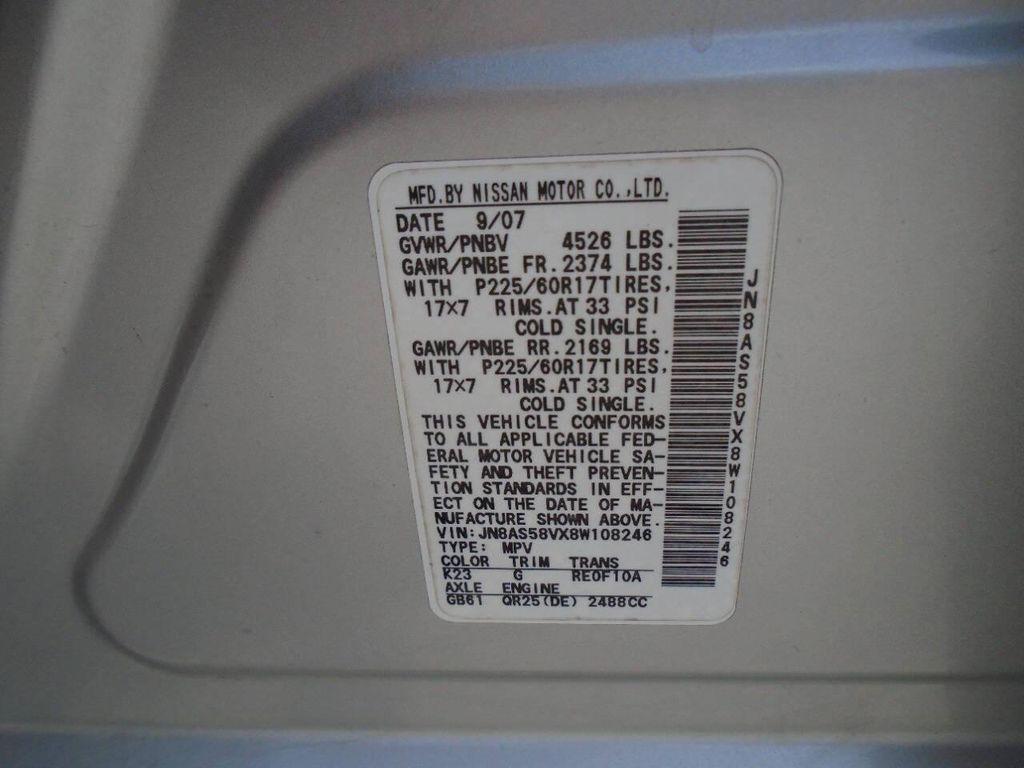 MFD.BY NISSAN MOTOR CO.,LTD.
DATE 9/07
GVWR/PNBV 4526 LBS.
GAWR/PNBE FR. 2374 LBS.
WITH P225/60R17TIRES,
17×7 RIMS.AT 33 PSI
COLD SINGLE.
GAWR/PNBE RR. 2169 LBS.
WITH P225/60R17TIRES,
17×7 RIMS.AT 33 PSI
COLD SINGLE.
THIS VEHICLE CONFORMS
TO ALL APPLICABLE FED-
ERAL MOTOR VEHICLE SA-
FETY AND THEFT PREVEN-
TION STANDARDS IN EFF-
ECT ON THE DATE OF MA-
NUFACTURE SHOWN ABOVE.
VIN:JN8AS58VX8W108246
TYPE: MPV
COLOR TRIM TRANS
K23 G RE0F10A
AXLE ENGINE
GB61 QR25(DE) 2488CC
JN8AS58VX8W108246